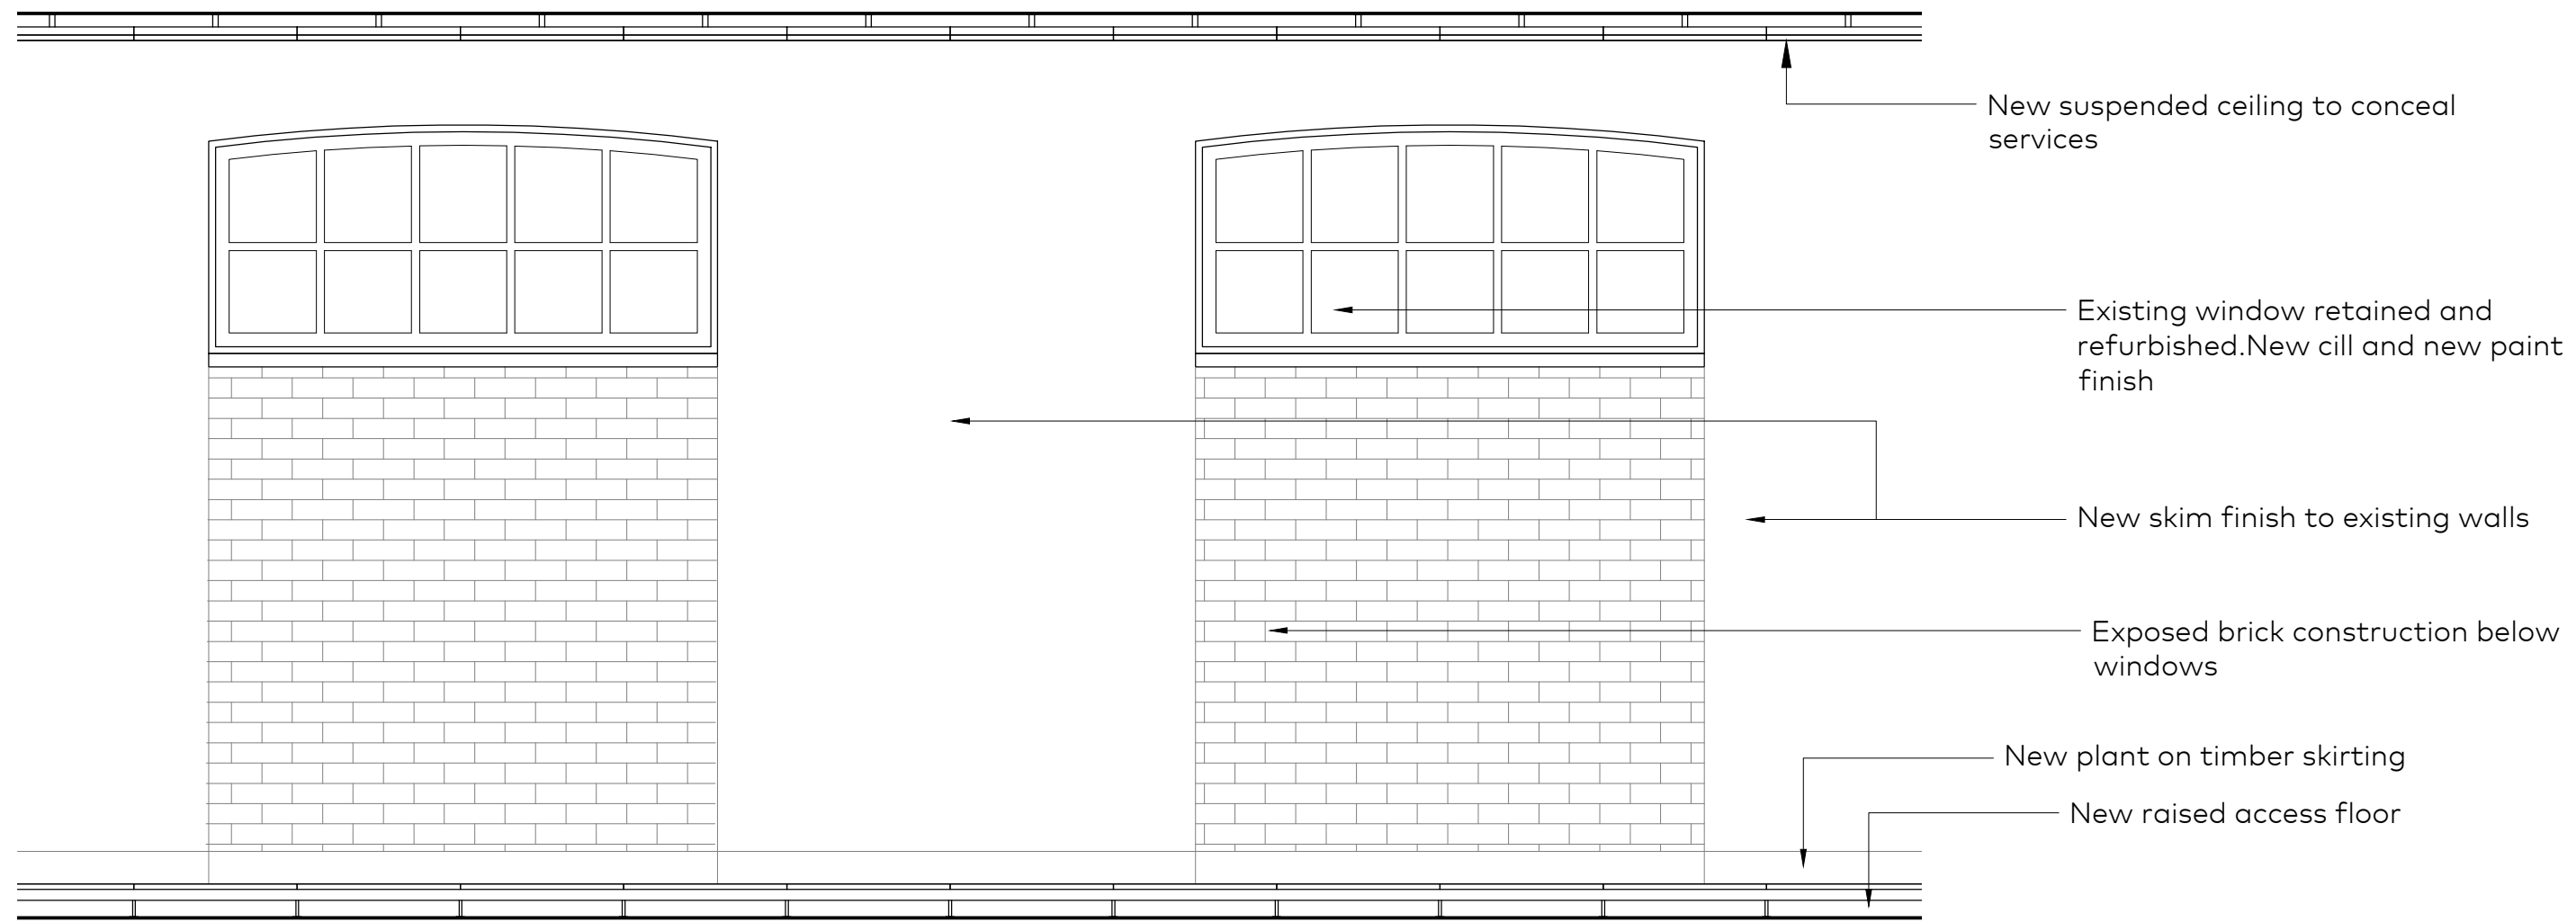 New suspended ceiling to conceal
services
Existing window retained and
refurbished.New cill and new paint
finish
New skim finish to existing walls
Exposed brick construction below
windows
New plant on timber skirting
New raised access floor